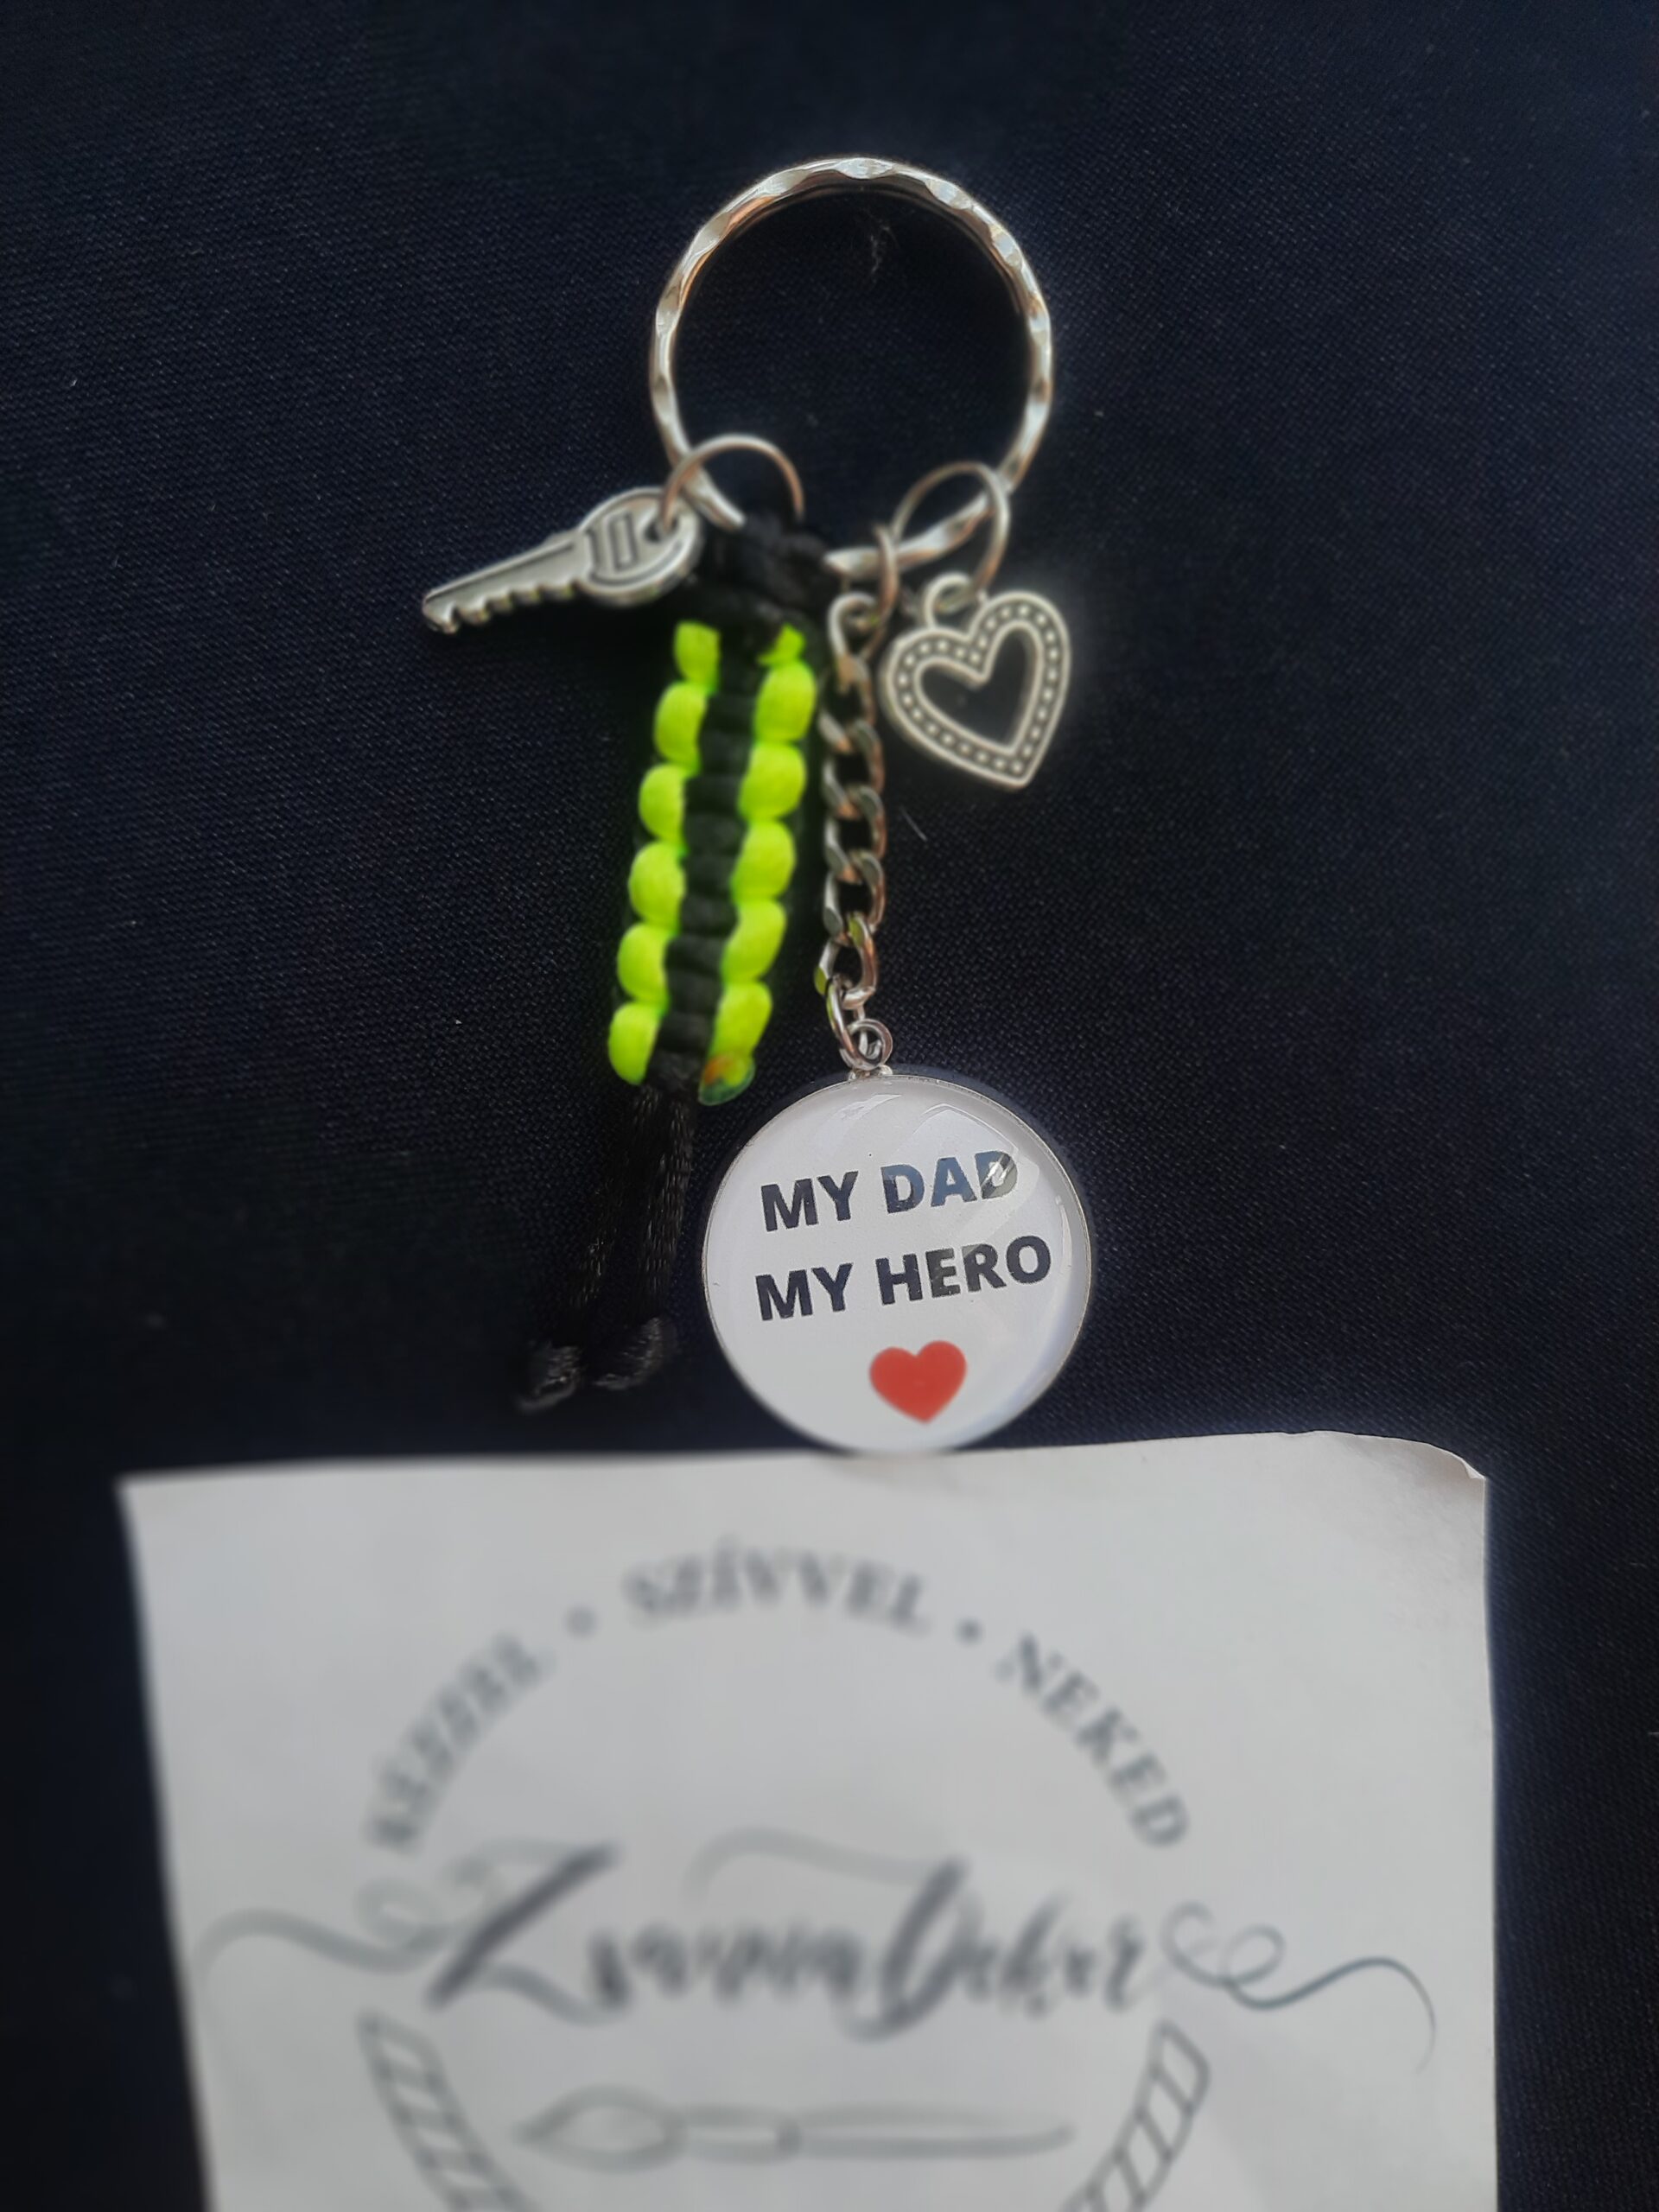 MY DAD
MY HERO
• SZÍVVEL • NEKED